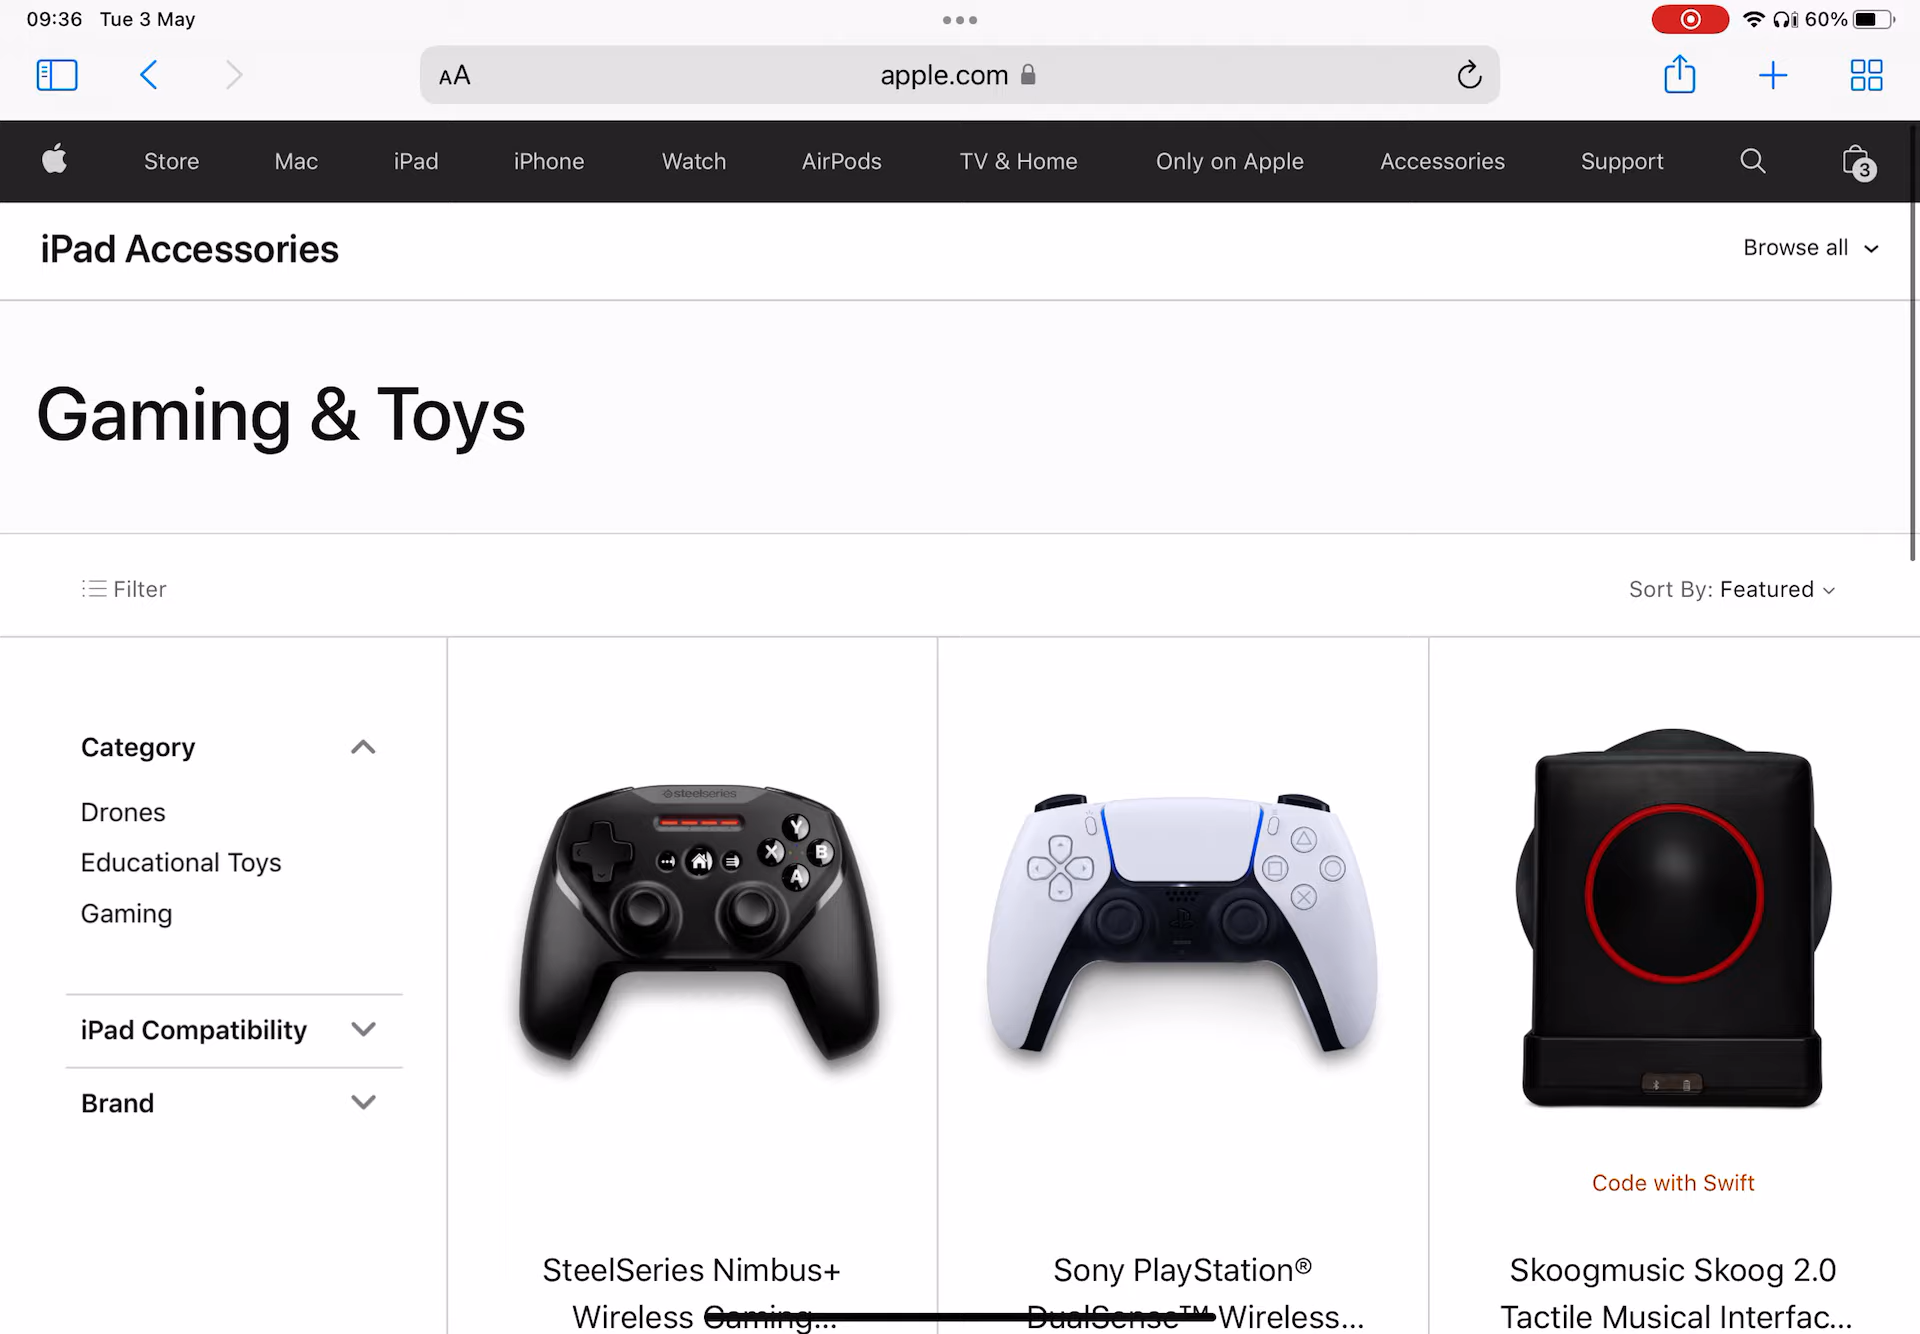 09:36 Tue 3 May
60%
AA
apple.com
Store Mac iPad iPhone Watch AirPods TV & Home Only on Apple Accessories Support 3
iPad Accessories
Browse all
Gaming & Toys
Filter
Sort By: Featured
Category
Drones
Educational Toys
Gaming
iPad Compatibility
Brand
steelseries
Y
X B
A
Code with Swift
SteelSeries Nimbus+
Wireless Gaming...
Sony PlayStation®
DualSense™ Wireless...
Skoogmusic Skoog 2.0
Tactile Musical Interfac...